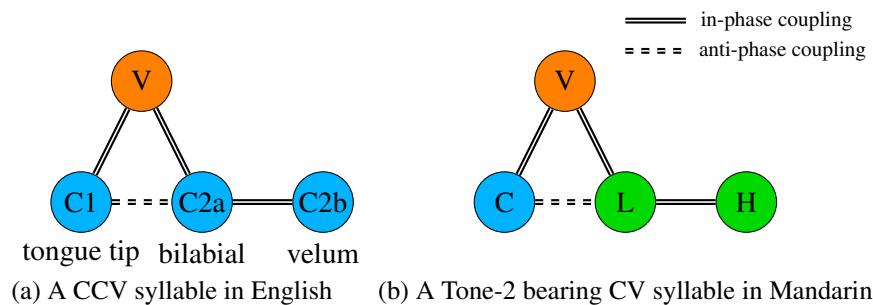 in-phase coupling
anti-phase coupling
V V
C1 C2a C2b C L H
tongue tip bilabial velum
(a) A CCV syllable in English (b) A Tone-2 bearing CV syllable in Mandarin